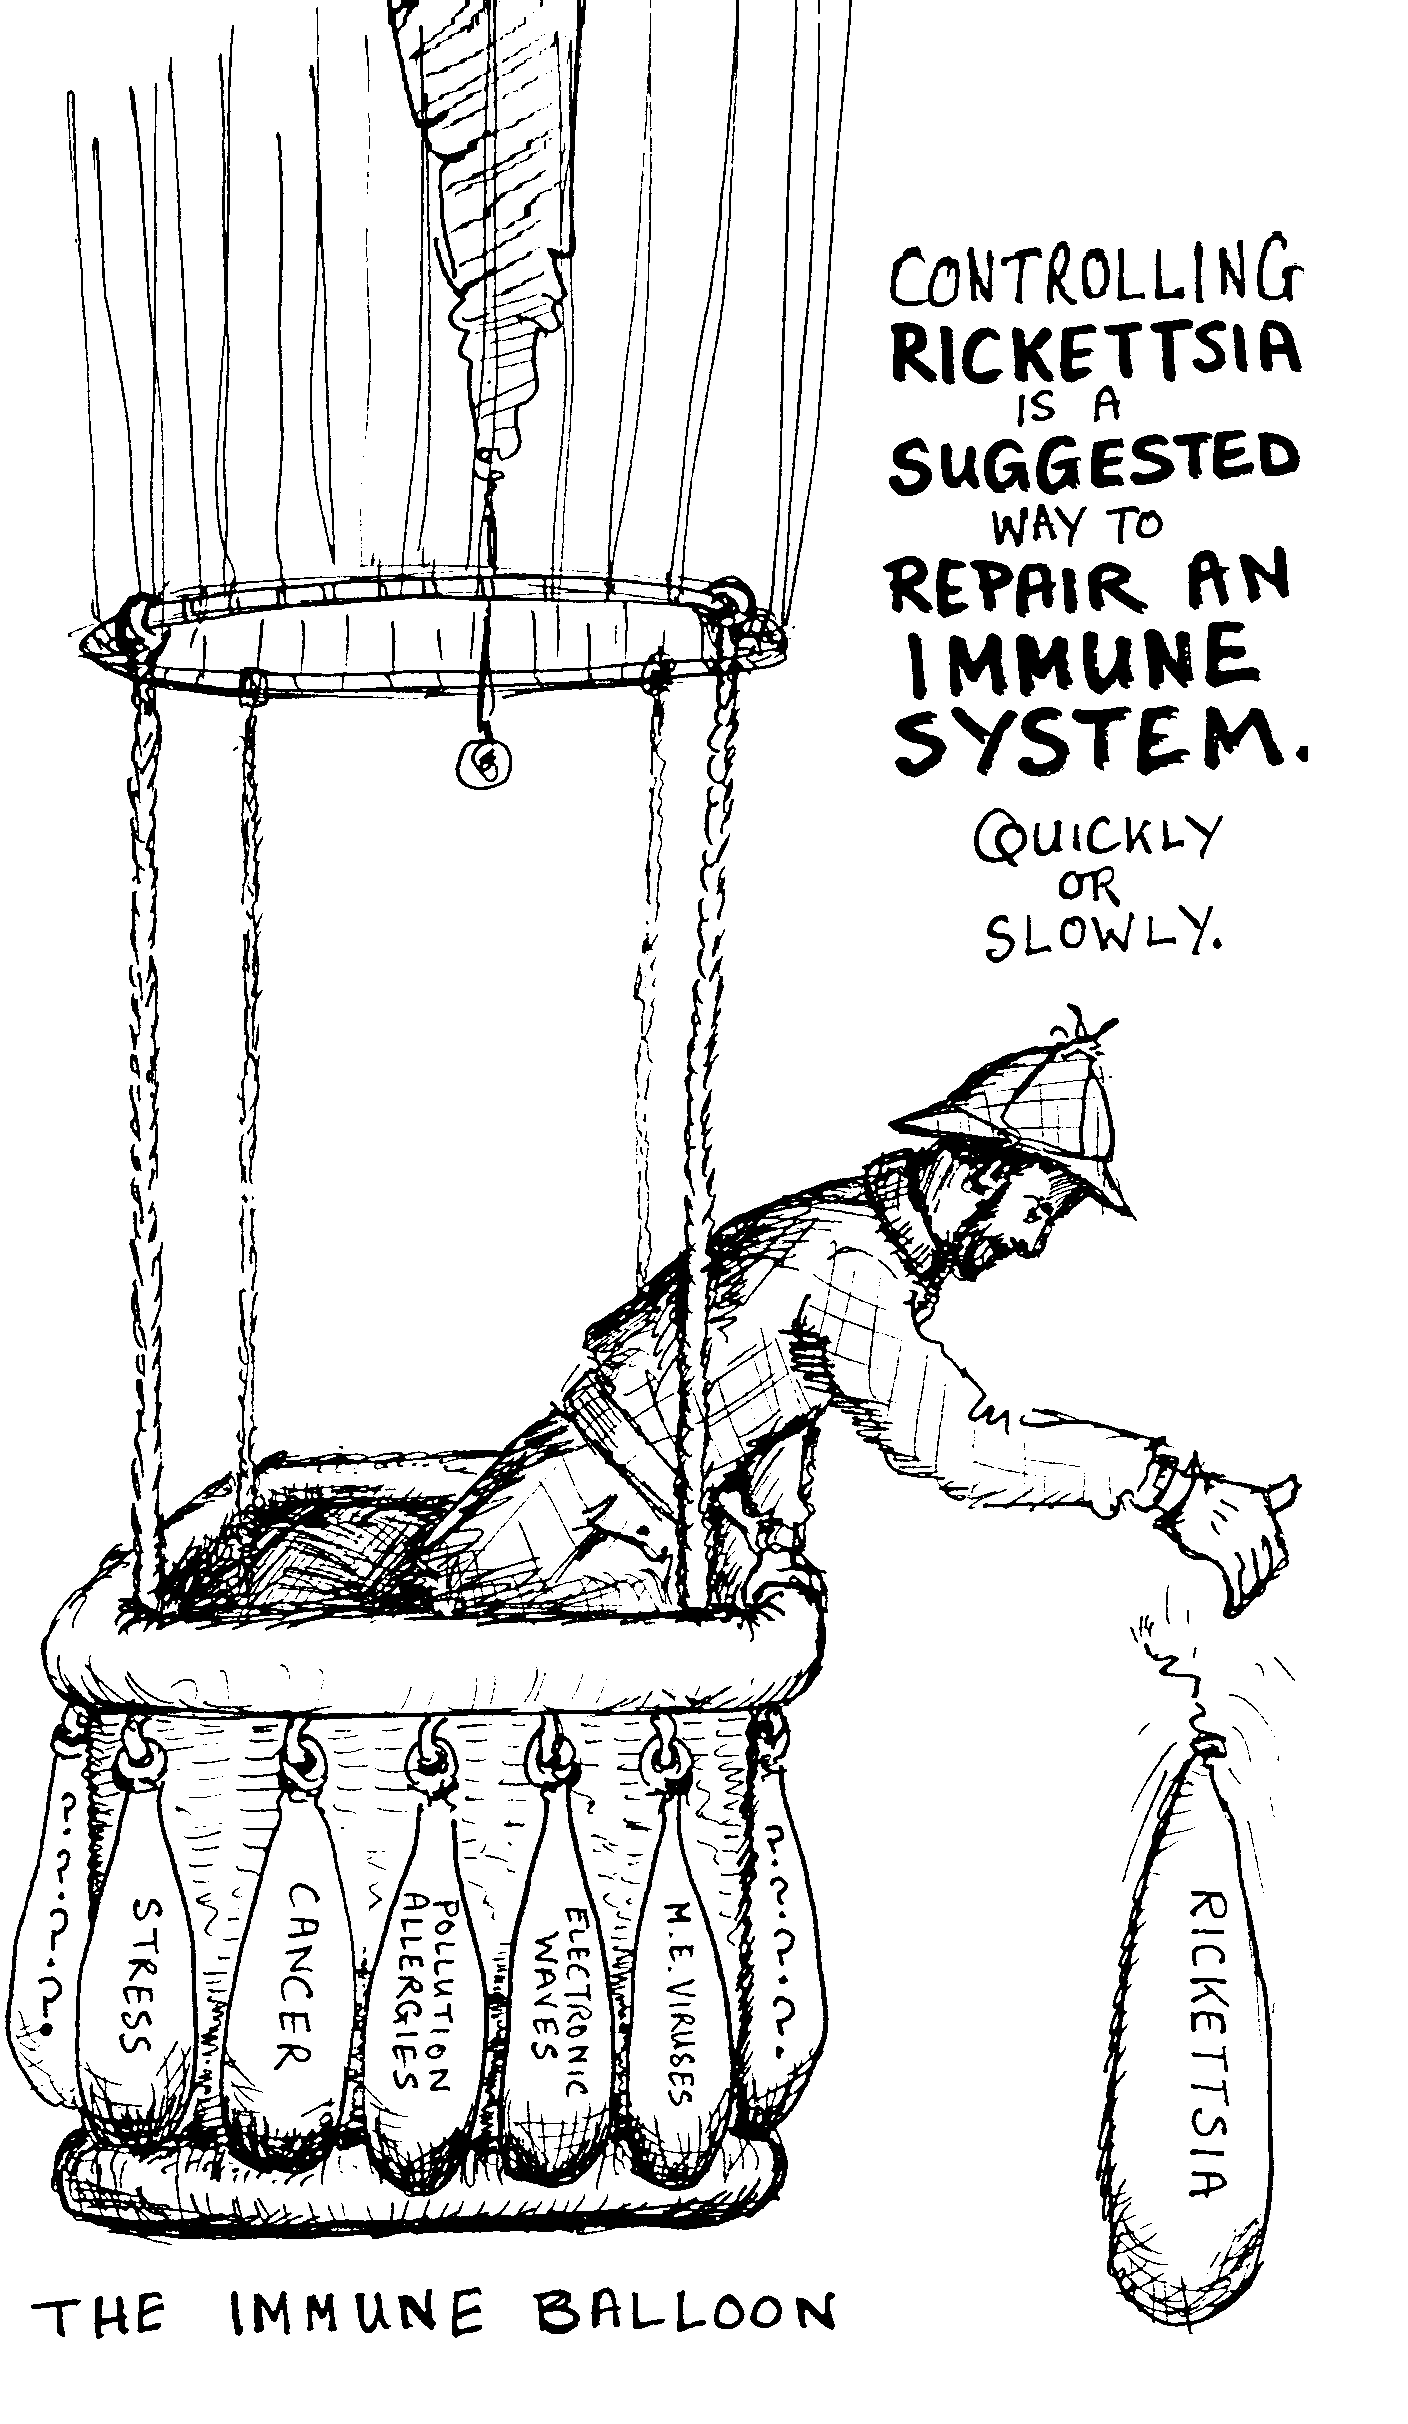 CONTROLLING
RICKETTSIA
IS A
SUGGESTED
WAY TO
REPAIR AN
IMMUNE
SYSTEM.
QUICKLY
OR
SLOWLY.
?.?.?.?.
STRESS
CANCER
POLLUTION
ALLERGIES
ELECTRONIC
WAVES
M.E. VIRUSES
?.?.?.?.
RICKETTSIA
THE IMMUNE BALLOON